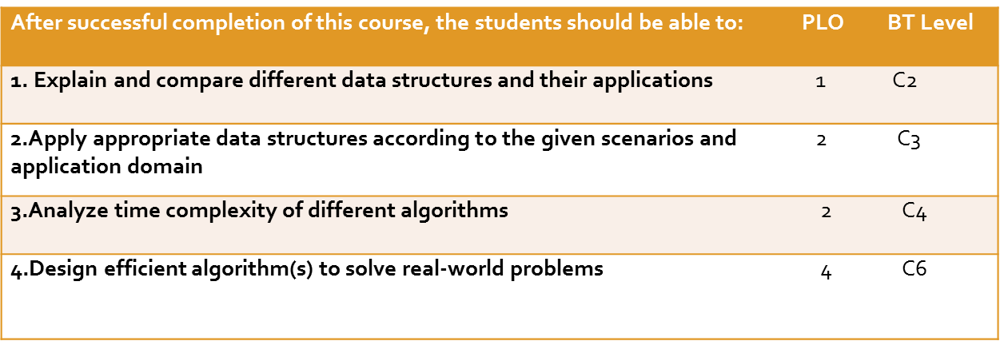 After successful completion of this course, the students should be able to: PLO BT Level
1. Explain and compare different data structures and their applications 1 C2
2.Apply appropriate data structures according to the given scenarios and 2 C3
application domain
3.Analyze time complexity of different algorithms 2 C4
4.Design efficient algorithm(s) to solve real-world problems 4 C6